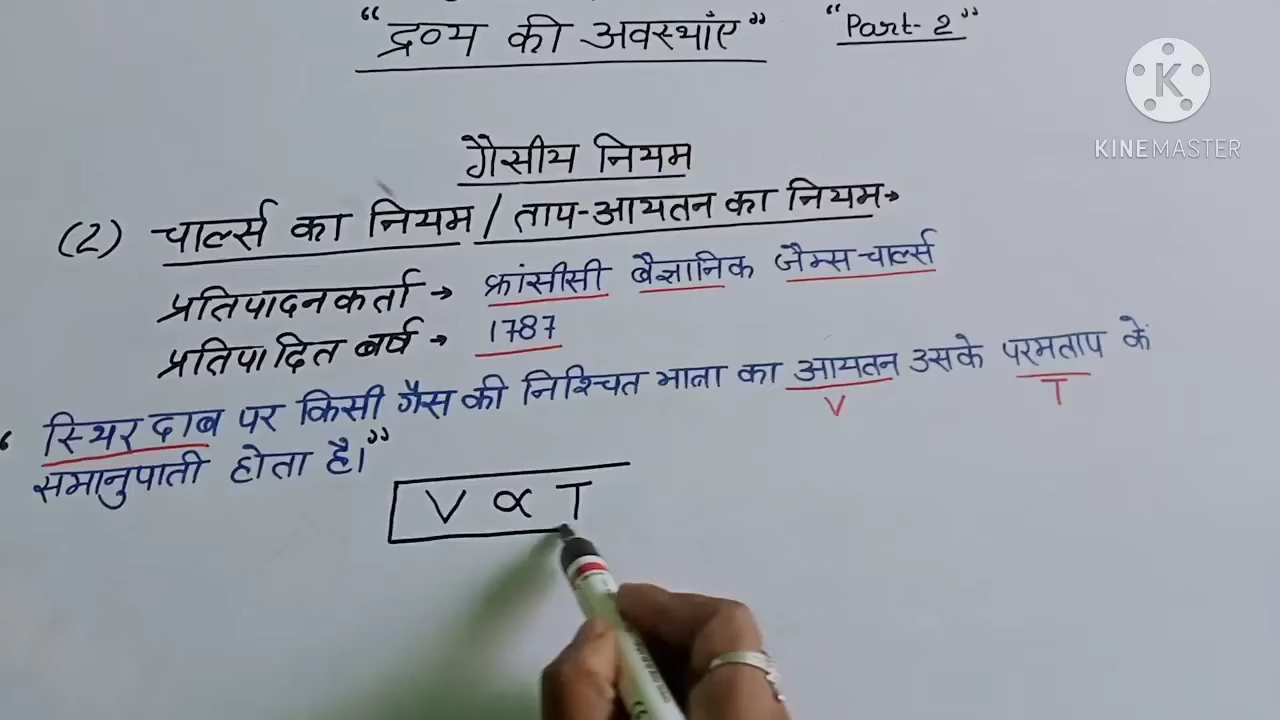 “द्रव्य की अवस्थाएं” “Part-2”
K
KINEMASTER
गैसीय नियम
(2) चार्ल्स का नियम / ताप-आयतन का नियम→
प्रतिपादनकर्ता → फ्रांसीसी बैज्ञानिक जैम्स-चार्ल्स
प्रतिपादित बर्ष → 1787
“ स्थिर दाब पर किसी गैस की निश्चित मात्रा का आयतन उसके परमताप के
V T
समानुपाती होता है।”
V ∝ T